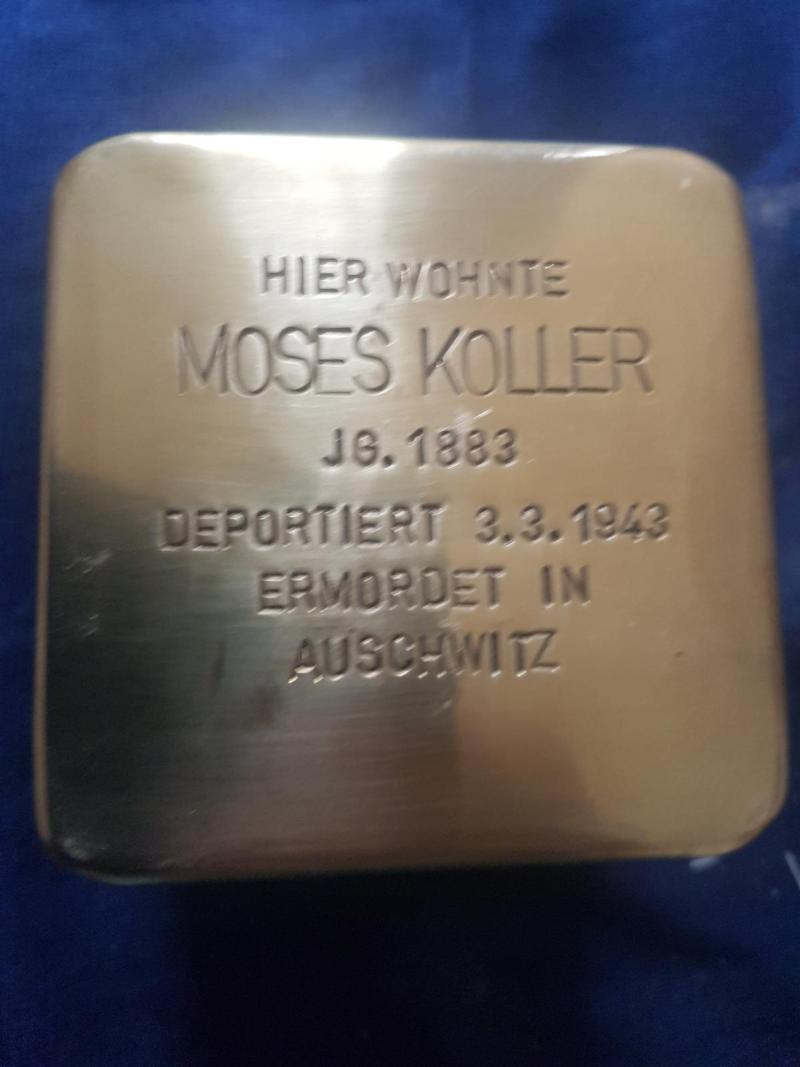 HIER WOHNTE
MOSES KOLLER
JG. 1883
DEPORTIERT 3.3.1943
ERMORDET IN
AUSCHWITZ